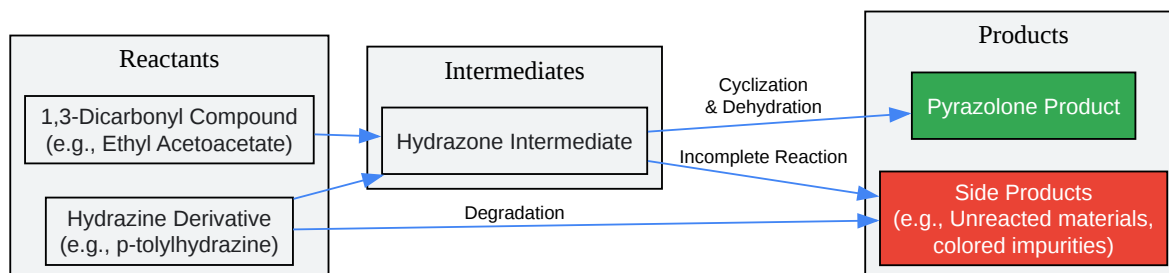 Reactants
1,3-Dicarbonyl Compound
(e.g., Ethyl Acetoacetate)
Hydrazine Derivative
(e.g., p-tolylhydrazine)
Intermediates
Hydrazone Intermediate
Cyclization
& Dehydration
Incomplete Reaction
Degradation
Products
Pyrazolone Product
Side Products
(e.g., Unreacted materials,
colored impurities)